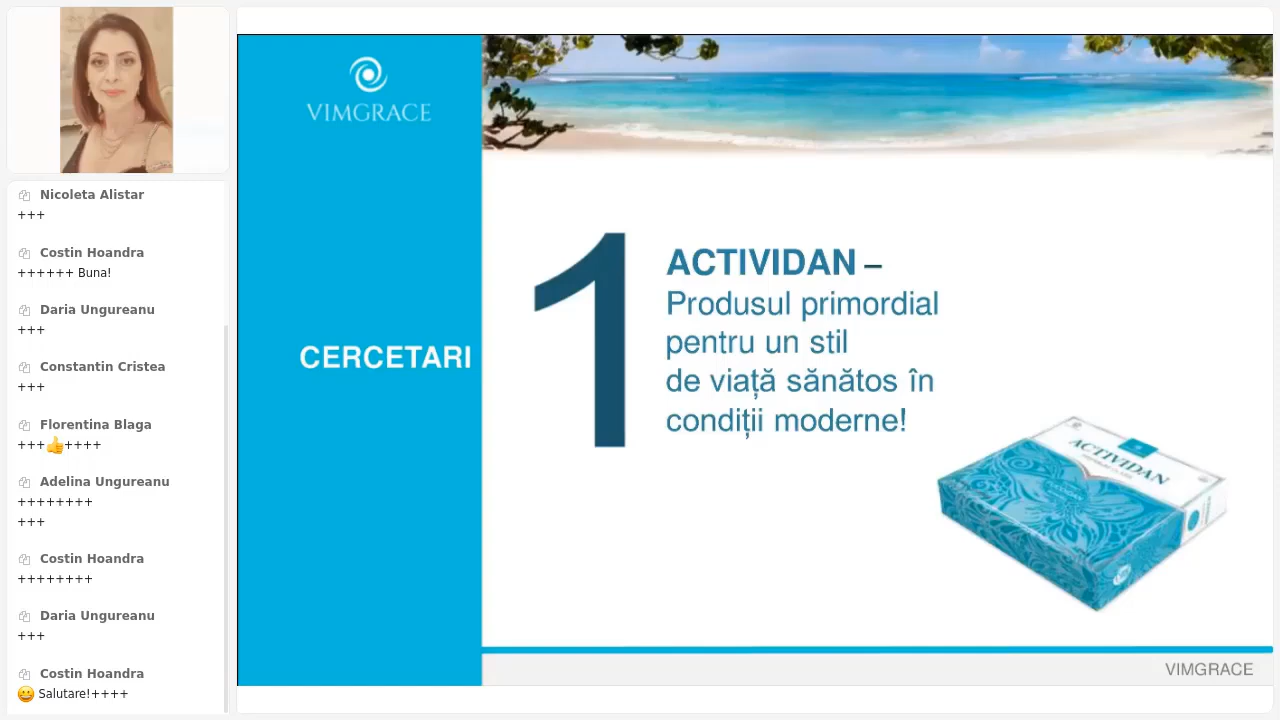 Nicoleta Alistar
+++
Costin Hoandra
++++++ Buna!
Daria Ungureanu
+++
Constantin Cristea
+++
Florentina Blaga
+++👍++++
Adelina Ungureanu
++++++++
+++
Costin Hoandra
++++++++
Daria Ungureanu
+++
Costin Hoandra
😀 Salutare!++++
VIMGRACE
CERCETARI
1
ACTIVIDAN –
Produsul primordial
pentru un stil
de viață sănătos în
condiții moderne!
ACTIVIDAN
VIMGRACE